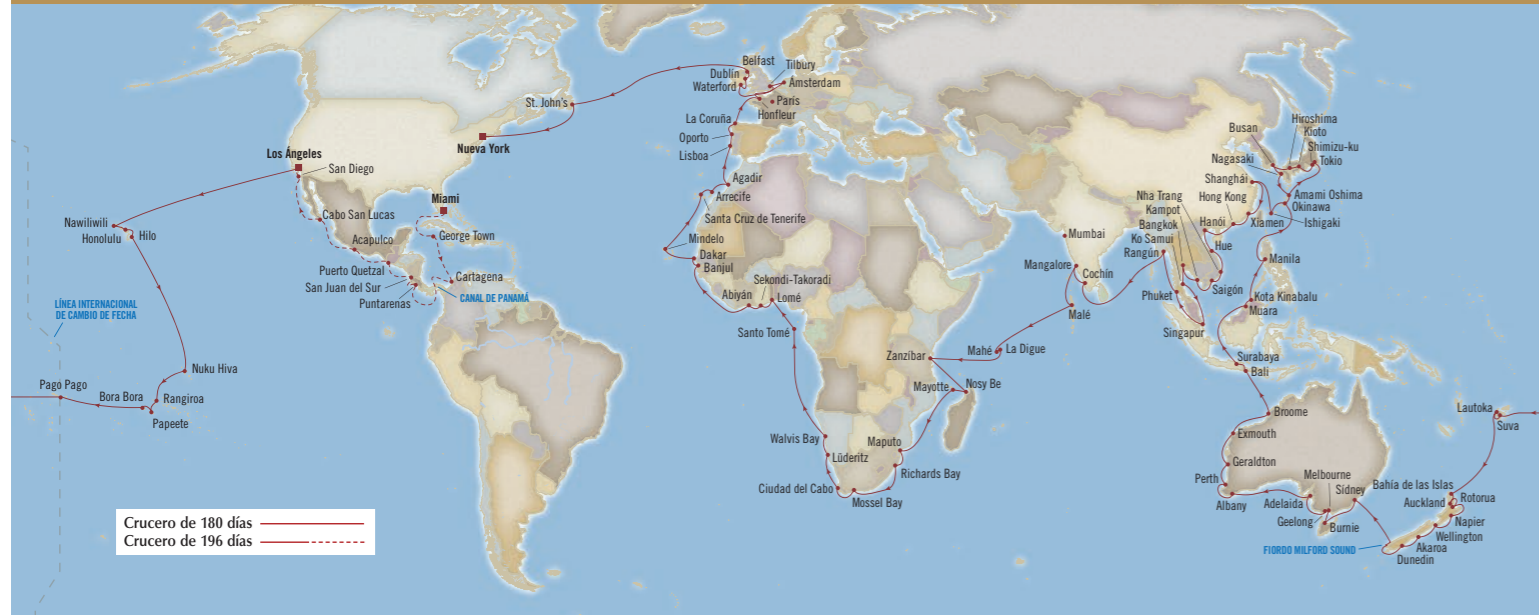 Belfast
Dublín
Waterford
Tilbury
Ámsterdam
París
Honfleur
St. John's
La Coruña
Oporto
Lisboa
Nueva York
Los Ángeles
San Diego
Miami
Agadir
Arrecife
Santa Cruz de Tenerife
Nawiliwili
Honolulu
Hilo
Cabo San Lucas
Acapulco
George Town
Puerto Quetzal
San Juan del Sur
Puntarenas
Cartagena
CANAL DE PANAMÁ
LÍNEA INTERNACIONAL
DE CAMBIO DE FECHA
Mindelo
Dakar
Banjul
Sekondi-Takoradi
Abiyán
Lomé
Santo Tomé
Nuku Hiva
Pago Pago
Bora Bora
Rangiroa
Papeete
Walvis Bay
Lüderitz
Ciudad del Cabo
Mossel Bay
Richards Bay
Maputo
Mayotte
Nosy Be
Zanzíbar
Mahé
La Digue
Malé
Mumbai
Mangalore
Cochín
Busan
Hiroshima
Kioto
Shimizu-ku
Tokio
Nagasaki
Shanghái
Hong Kong
Amami Oshima
Okinawa
Ishigaki
Xiamen
Nha Trang
Kampot
Bangkok
Ko Samui
Rangún
Hanói
Hue
Saigón
Phuket
Singapur
Manila
Kota Kinabalu
Muara
Surabaya
Bali
Broome
Exmouth
Geraldton
Perth
Albany
Adelaida
Melbourne
Geelong
Burnie
Sídney
Lautoka
Suva
Bahía de las Islas
Auckland
Rotorua
Napier
Wellington
Akaroa
Dunedin
FIORDO MILFORD SOUND
Crucero de 180 días
Crucero de 196 días